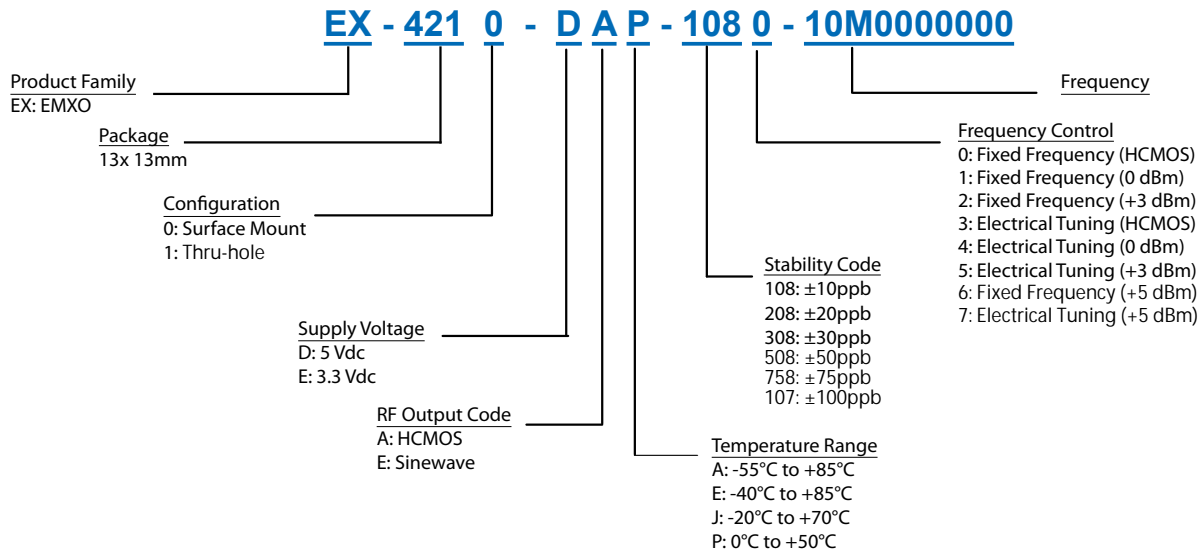 EX - 421 0 - D A P - 108 0 - 10M0000000
Product Family
EX: EMXO
Package
13x 13mm
Configuration
0: Surface Mount
1: Thru-hole
Supply Voltage
D: 5 Vdc
E: 3.3 Vdc
RF Output Code
A: HCMOS
E: Sinewave
Temperature Range
A: -55°C to +85°C
E: -40°C to +85°C
J: -20°C to +70°C
P: 0°C to +50°C
Stability Code
108: ±10ppb
208: ±20ppb
308: ±30ppb
508: ±50ppb
758: ±75ppb
107: ±100ppb
Frequency Control
0: Fixed Frequency (HCMOS)
1: Fixed Frequency (0 dBm)
2: Fixed Frequency (+3 dBm)
3: Electrical Tuning (HCMOS)
4: Electrical Tuning (0 dBm)
5: Electrical Tuning (+3 dBm)
6: Fixed Frequency (+5 dBm)
7: Electrical Tuning (+5 dBm)
Frequency